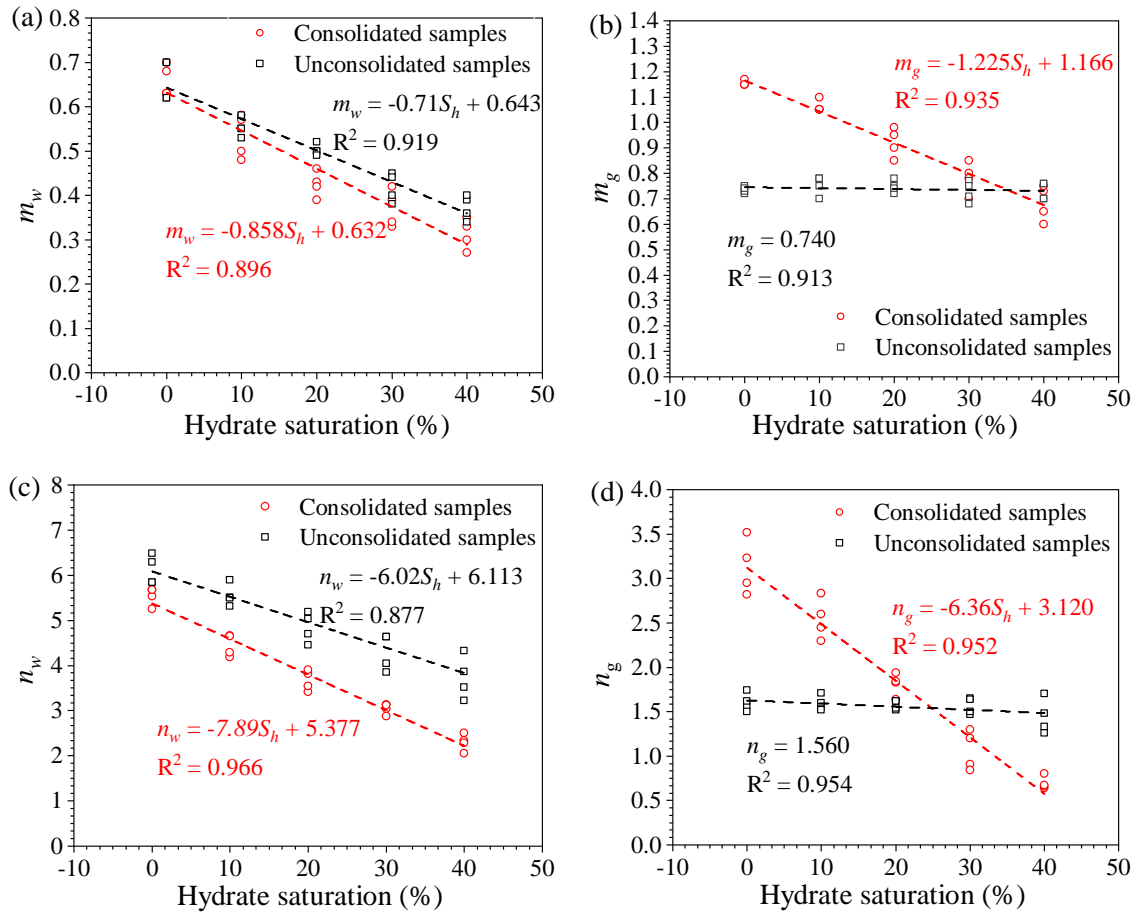 (a)
0.8
0.7
0.6
0.5
0.4
0.3
0.2
0.1
0.0
m_w
Consolidated samples
Unconsolidated samples
m_w = -0.71S_h + 0.643
R² = 0.919
m_w = -0.858S_h + 0.632
R² = 0.896
-10 0 10 20 30 40 50
Hydrate saturation (%)
(b)
1.4
1.3
1.2
1.1
1.0
0.9
0.8
0.7
0.6
0.5
0.4
0.3
0.2
0.1
0.0
m_g
m_g = -1.225S_h + 1.166
R² = 0.935
m_g = 0.740
R² = 0.913
Consolidated samples
Unconsolidated samples
-10 0 10 20 30 40 50
Hydrate saturation (%)
(c)
8
7
6
5
4
3
2
1
0
n_w
Consolidated samples
Unconsolidated samples
n_w = -6.02S_h + 6.113
R² = 0.877
n_w = -7.89S_h + 5.377
R² = 0.966
-10 0 10 20 30 40 50
Hydrate saturation (%)
(d)
4.0
3.5
3.0
2.5
2.0
1.5
1.0
0.5
0.0
n_g
Consolidated samples
Unconsolidated samples
n_g = -6.36S_h + 3.120
R² = 0.952
n_g = 1.560
R² = 0.954
-10 0 10 20 30 40 50
Hydrate saturation (%)